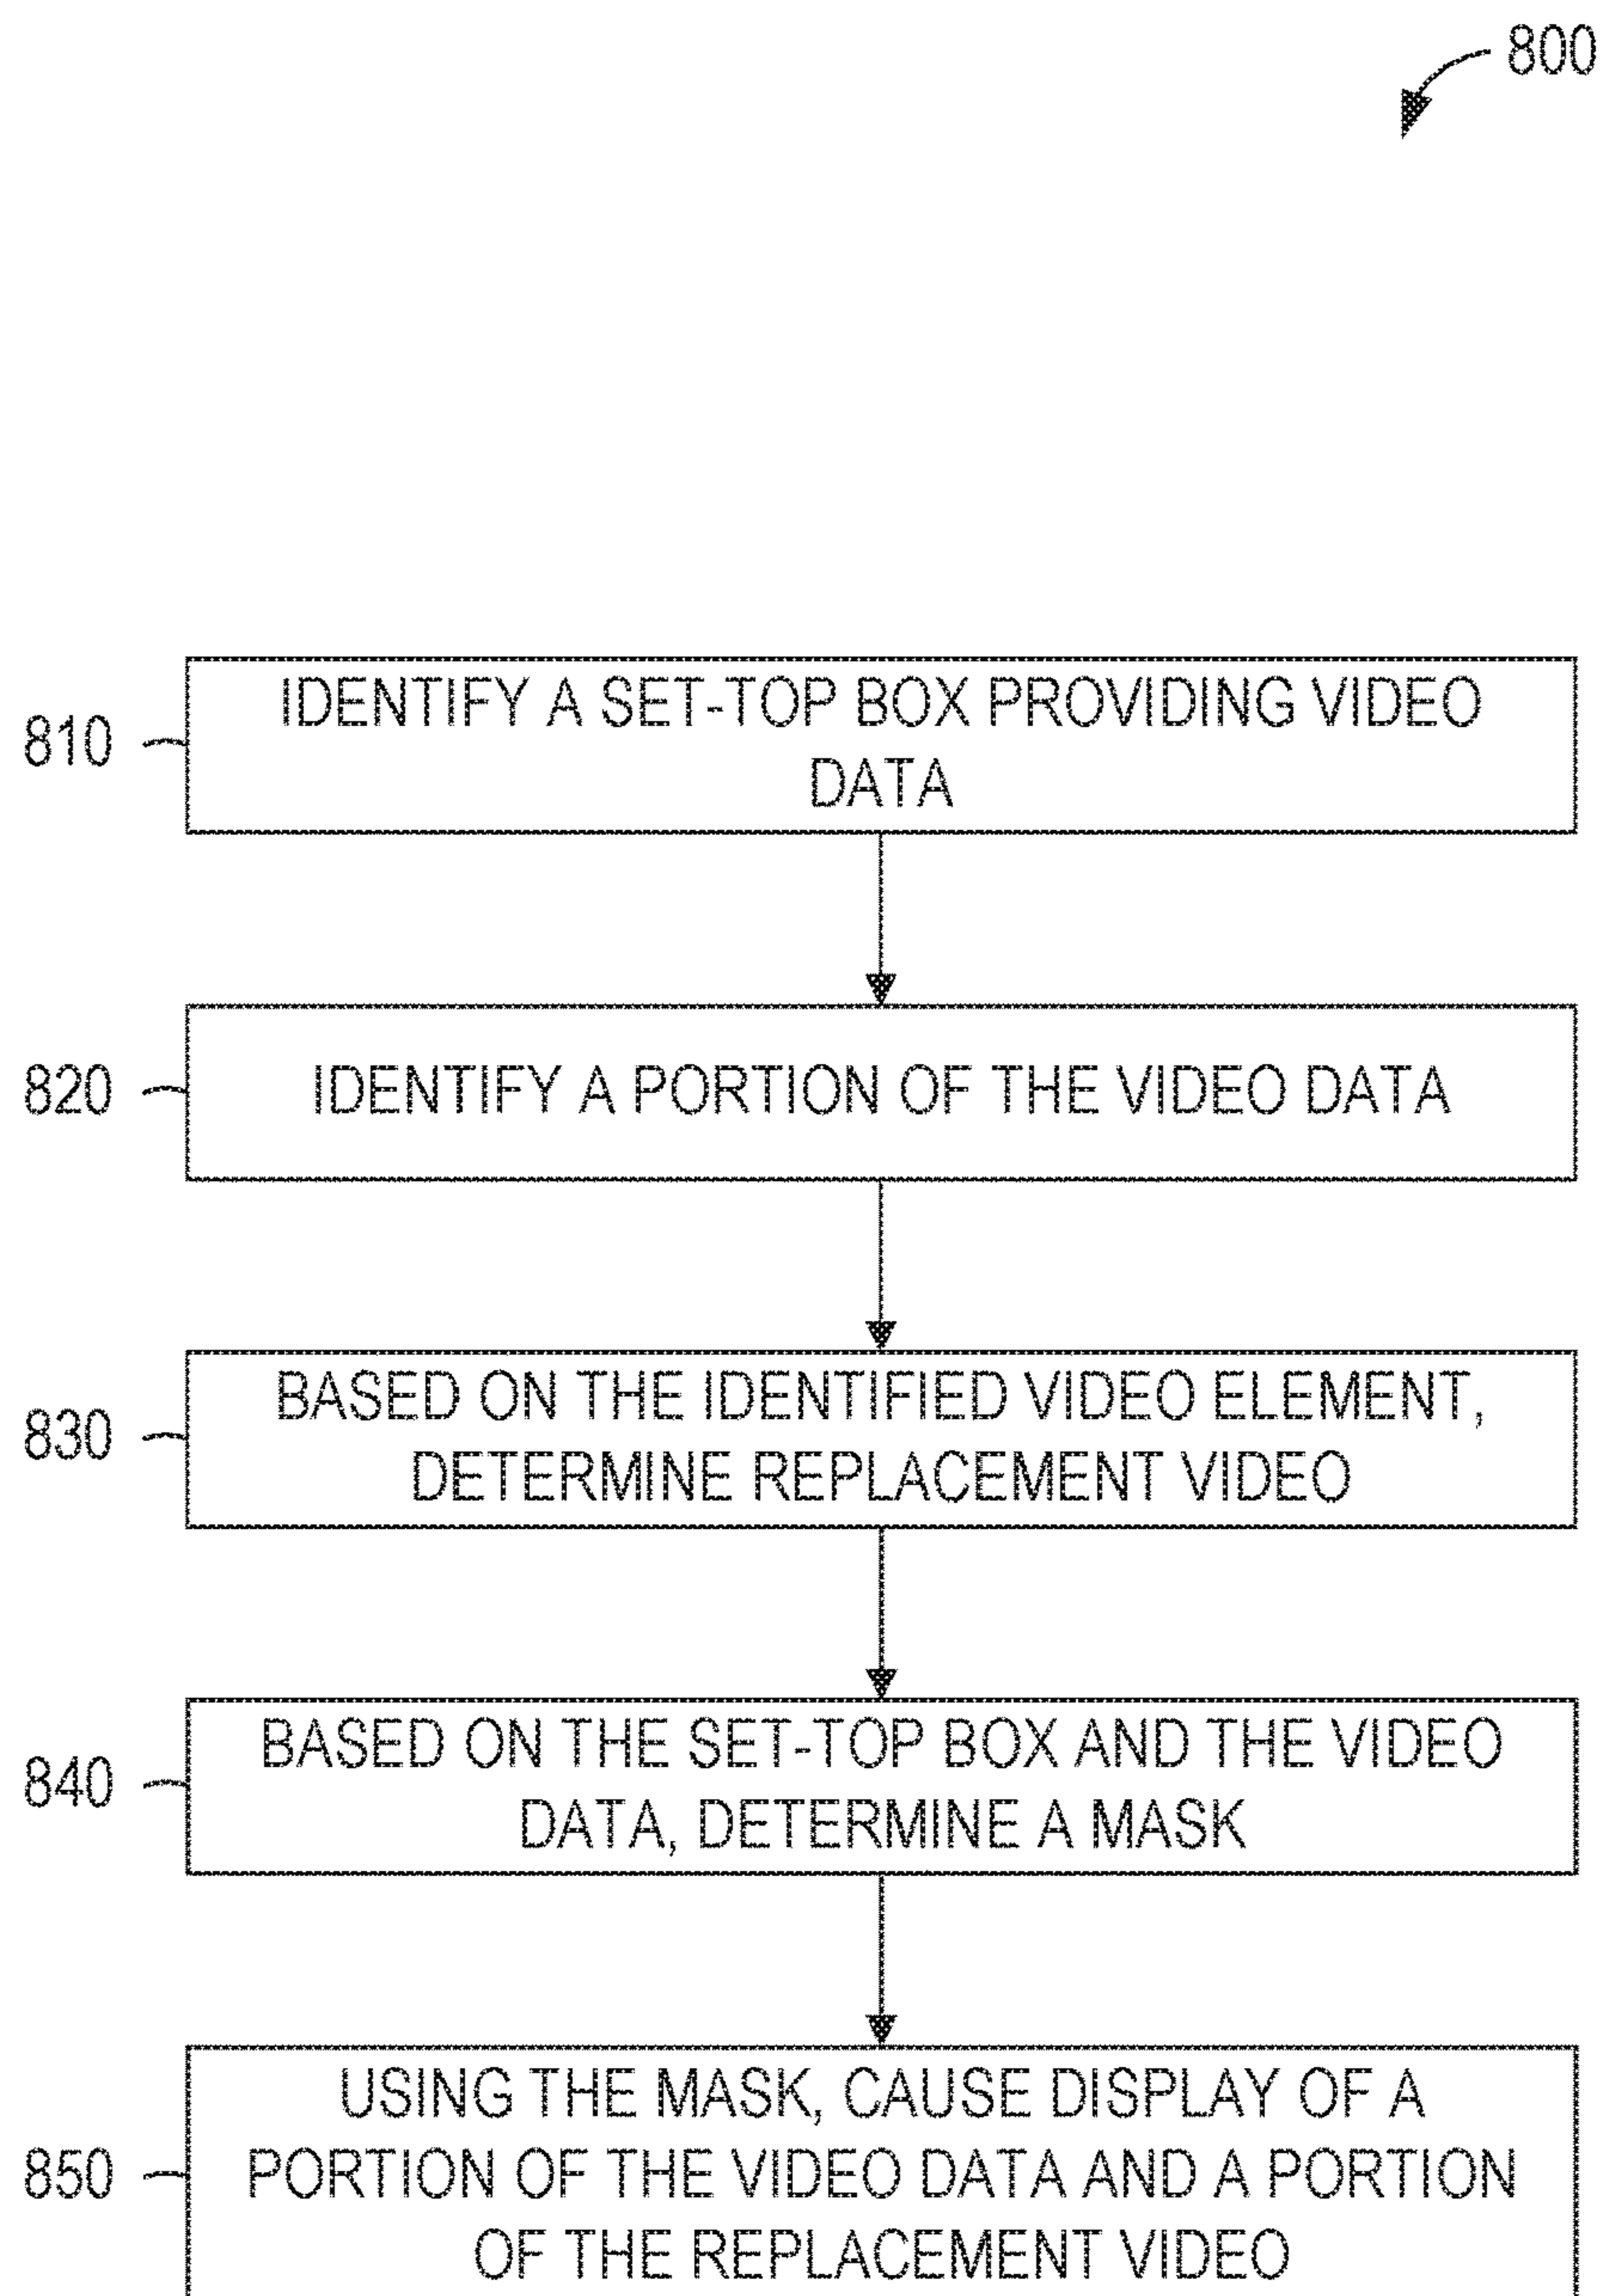 800
810
IDENTIFY A SET-TOP BOX PROVIDING VIDEO
DATA
820
IDENTIFY A PORTION OF THE VIDEO DATA
830
BASED ON THE IDENTIFIED VIDEO ELEMENT,
DETERMINE REPLACEMENT VIDEO
840
BASED ON THE SET-TOP BOX AND THE VIDEO
DATA, DETERMINE A MASK
850
USING THE MASK, CAUSE DISPLAY OF A
PORTION OF THE VIDEO DATA AND A PORTION
OF THE REPLACEMENT VIDEO